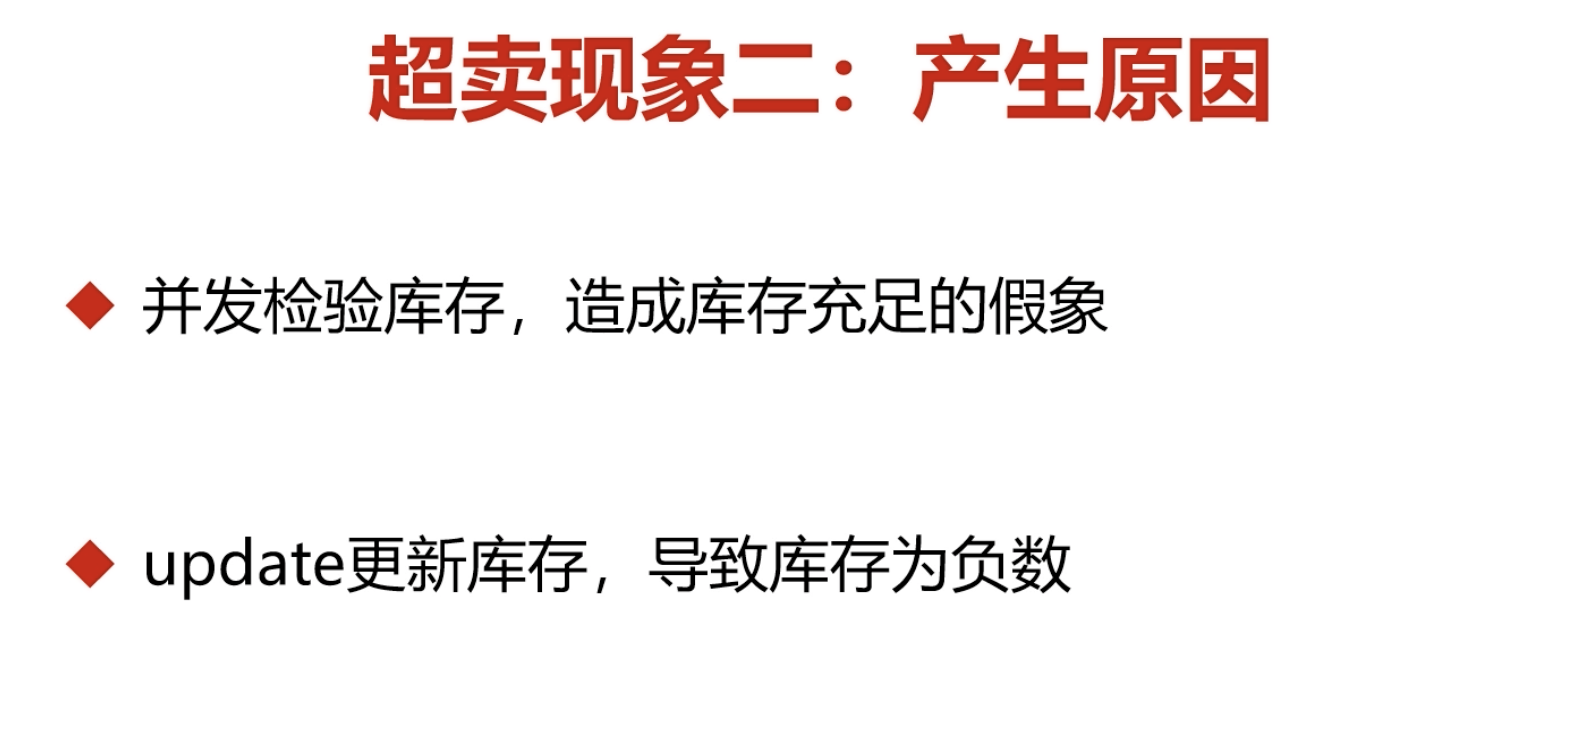 超卖现象二：产生原因
并发检验库存，造成库存充足的假象
update更新库存，导致库存为负数